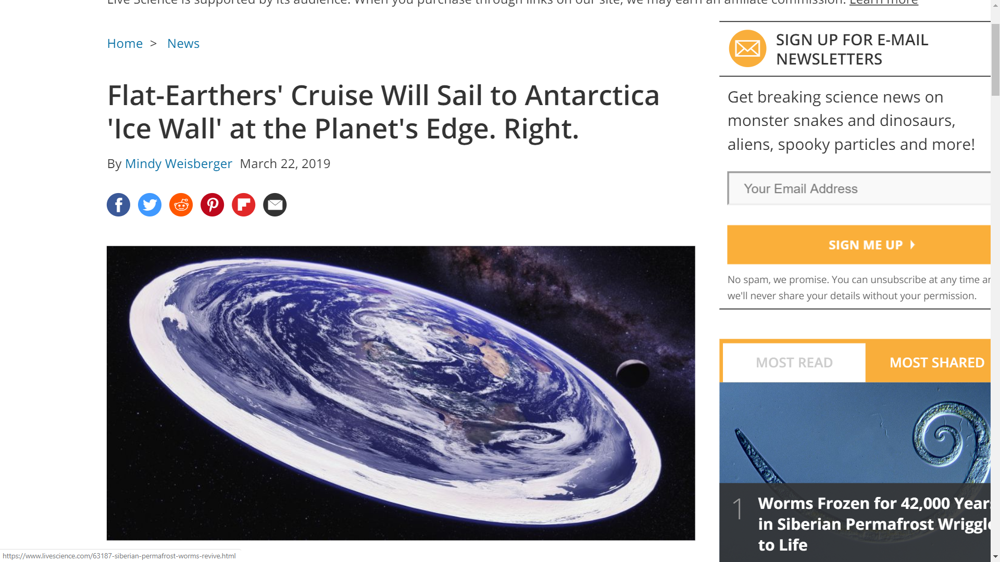 Live Science is supported by its audience. When you purchase through links on our site, we may earn an affiliate commission. Learn more
Home > News
Flat-Earthers' Cruise Will Sail to Antarctica
'Ice Wall' at the Planet's Edge. Right.
By Mindy Weisberger March 22, 2019
SIGN UP FOR E-MAIL
NEWSLETTERS
Get breaking science news on
monster snakes and dinosaurs,
aliens, spooky particles and more!
Your Email Address
SIGN ME UP
No spam, we promise. You can unsubscribe at any time an
we'll never share your details without your permission.
MOST READ MOST SHARED
1 Worms Frozen for 42,000 Years
in Siberian Permafrost Wriggle
to Life
https://www.livescience.com/63187-siberian-permafrost-worms-revive.html